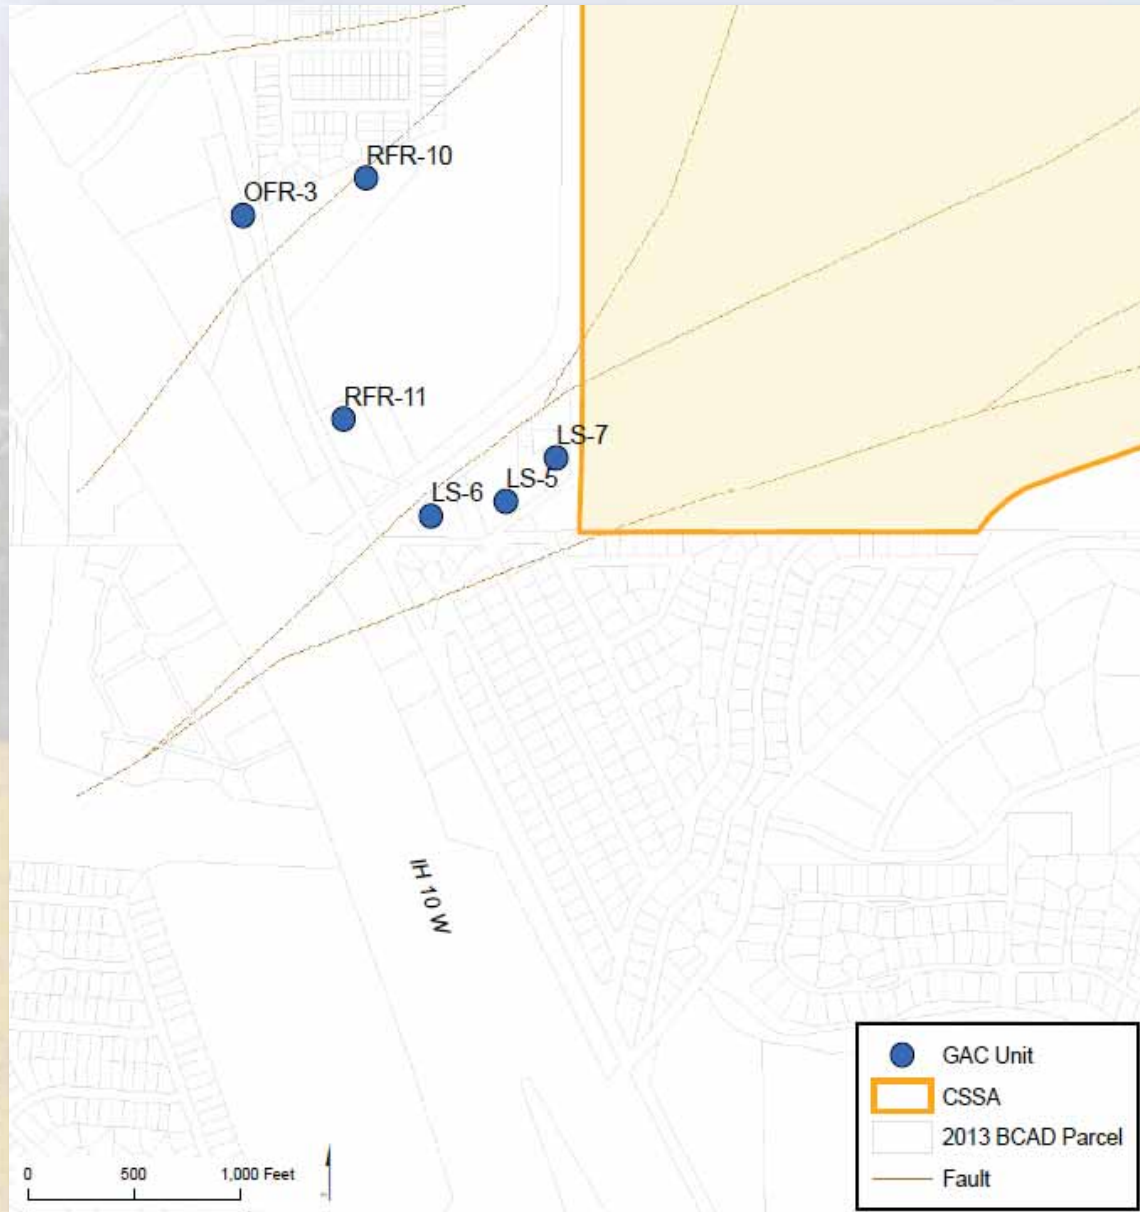 RFR-10
OFR-3
RFR-11
LS-7
LS-5
LS-6
IH 10 W
GAC Unit
CSSA
2013 BCAD Parcel
Fault
0 500 1,000 Feet